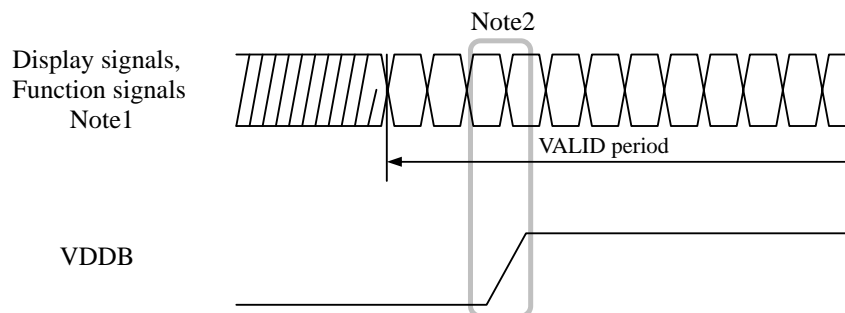 Note2
Display signals,
Function signals
Note1
VALID period
VDDB